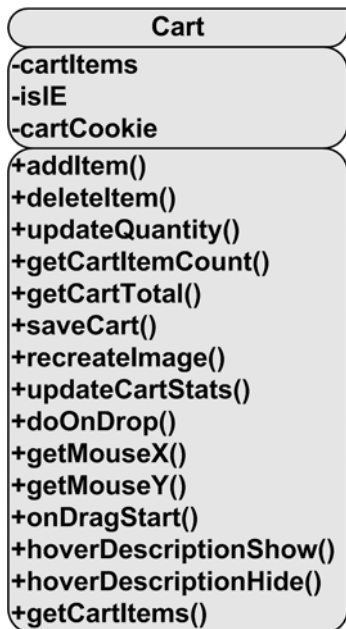 Cart
-cartItems
-isIE
-cartCookie
+addItem()
+deleteItem()
+updateQuantity()
+getCartItemCount()
+getCartTotal()
+saveCart()
+recreateImage()
+updateCartStats()
+doOnDrop()
+getMouseX()
+getMouseY()
+onDragStart()
+hoverDescriptionShow()
+hoverDescriptionHide()
+getCartItems()